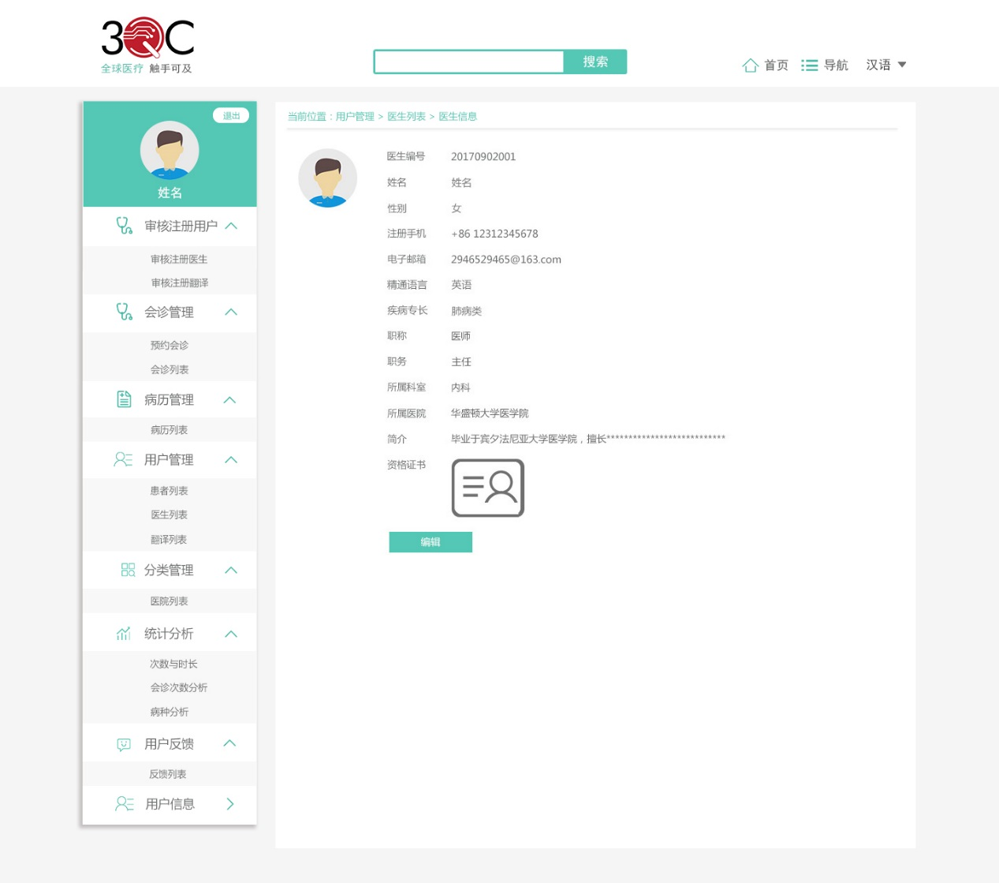 3QC
全球医疗 触手可及
搜索
首页 导航 汉语
退出
姓名
审核注册用户
审核注册医生
审核注册翻译
会诊管理
预约会诊
会诊列表
病历管理
病历列表
用户管理
患者列表
医生列表
翻译列表
分类管理
医院列表
统计分析
次数与时长
会诊次数分析
病种分析
用户反馈
反馈列表
用户信息
当前位置：用户管理 > 医生列表 > 医生信息
医生编号 20170902001
姓名 姓名
性别 女
注册手机 +86 12312345678
电子邮箱 2946529465@163.com
精通语言 英语
疾病专长 肺病类
职称 医师
职务 主任
所属科室 内科
所属医院 华盛顿大学医学院
简介 毕业于宾夕法尼亚大学医学院，擅长***************************
资格证书
编辑